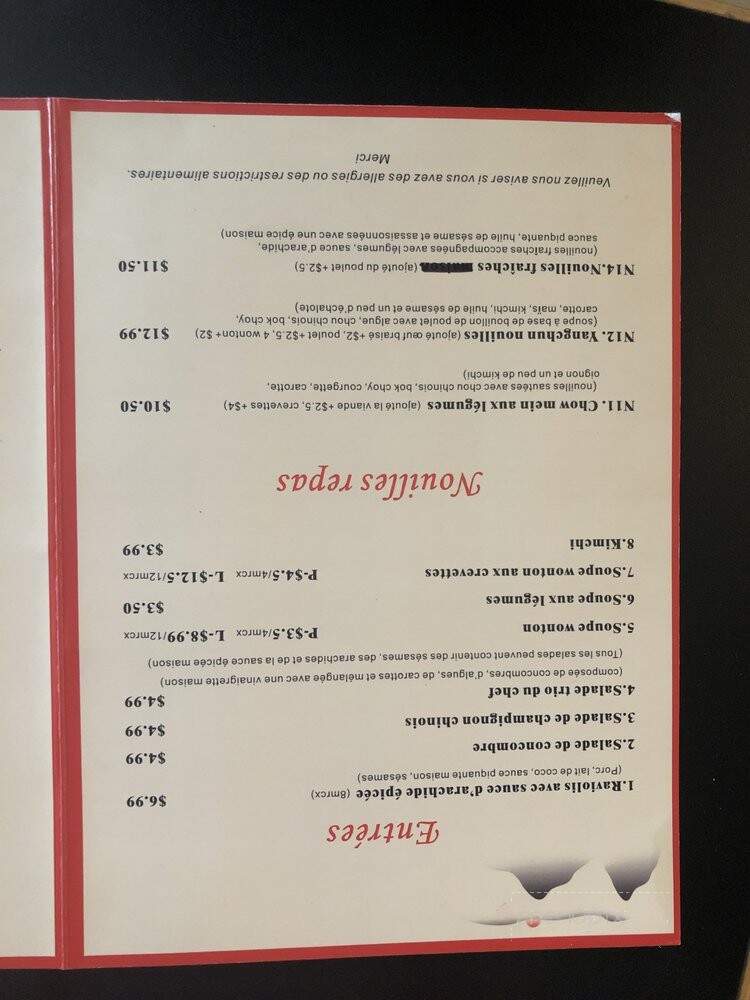 Entrées
1.Raviolis avec sauce d'arachide épicée (8mrcx) $6.99
(Porc, lait de coco, sauce piquante maison, sésames)
2.Salade de concombre $4.99
3.Salade de champignon chinois $4.99
4.Salade trio du chef $4.99
(composée de concombres, d'algues, de carottes et mélangée avec une vinaigrette maison)
(Tous les salades peuvent contenir des sésames, des arachides et de la sauce épicée maison)
5.Soupe wonton P-$3.5/4mrcx L-$8.99/12mrcx
6.Soupe aux légumes $3.50
7.Soupe wonton aux crevettes P-$4.5/4mrcx L-$12.5/12mrcx
8.Kimchi $3.99
Nouilles repas
N11. Chow mein aux légumes (ajouté la viande +$2.5, crevettes +$4) $10.50
(nouilles sautées avec chou chinois, bok choy, courgette, carotte,
oignon et un peu de kimchi)
N12. Yangchun nouilles (ajouté œuf braisé +$2, poulet +$2.5, 4 wonton+ $2) $12.99
(soupe à base de bouillon de poulet avec algue, chou chinois, bok choy,
carotte, maïs, kimchi, huile de sésame et un peu d'échalote)
N14.Nouilles fraîches (ajouté du poulet +$2.5) $11.50
(nouilles fraîches accompagnées avec légumes, sauce d'arachide,
sauce piquante, huile de sésame et assaisonnées avec une épice maison)
Veuillez nous aviser si vous avez des allergies ou des restrictions alimentaires.
Merci